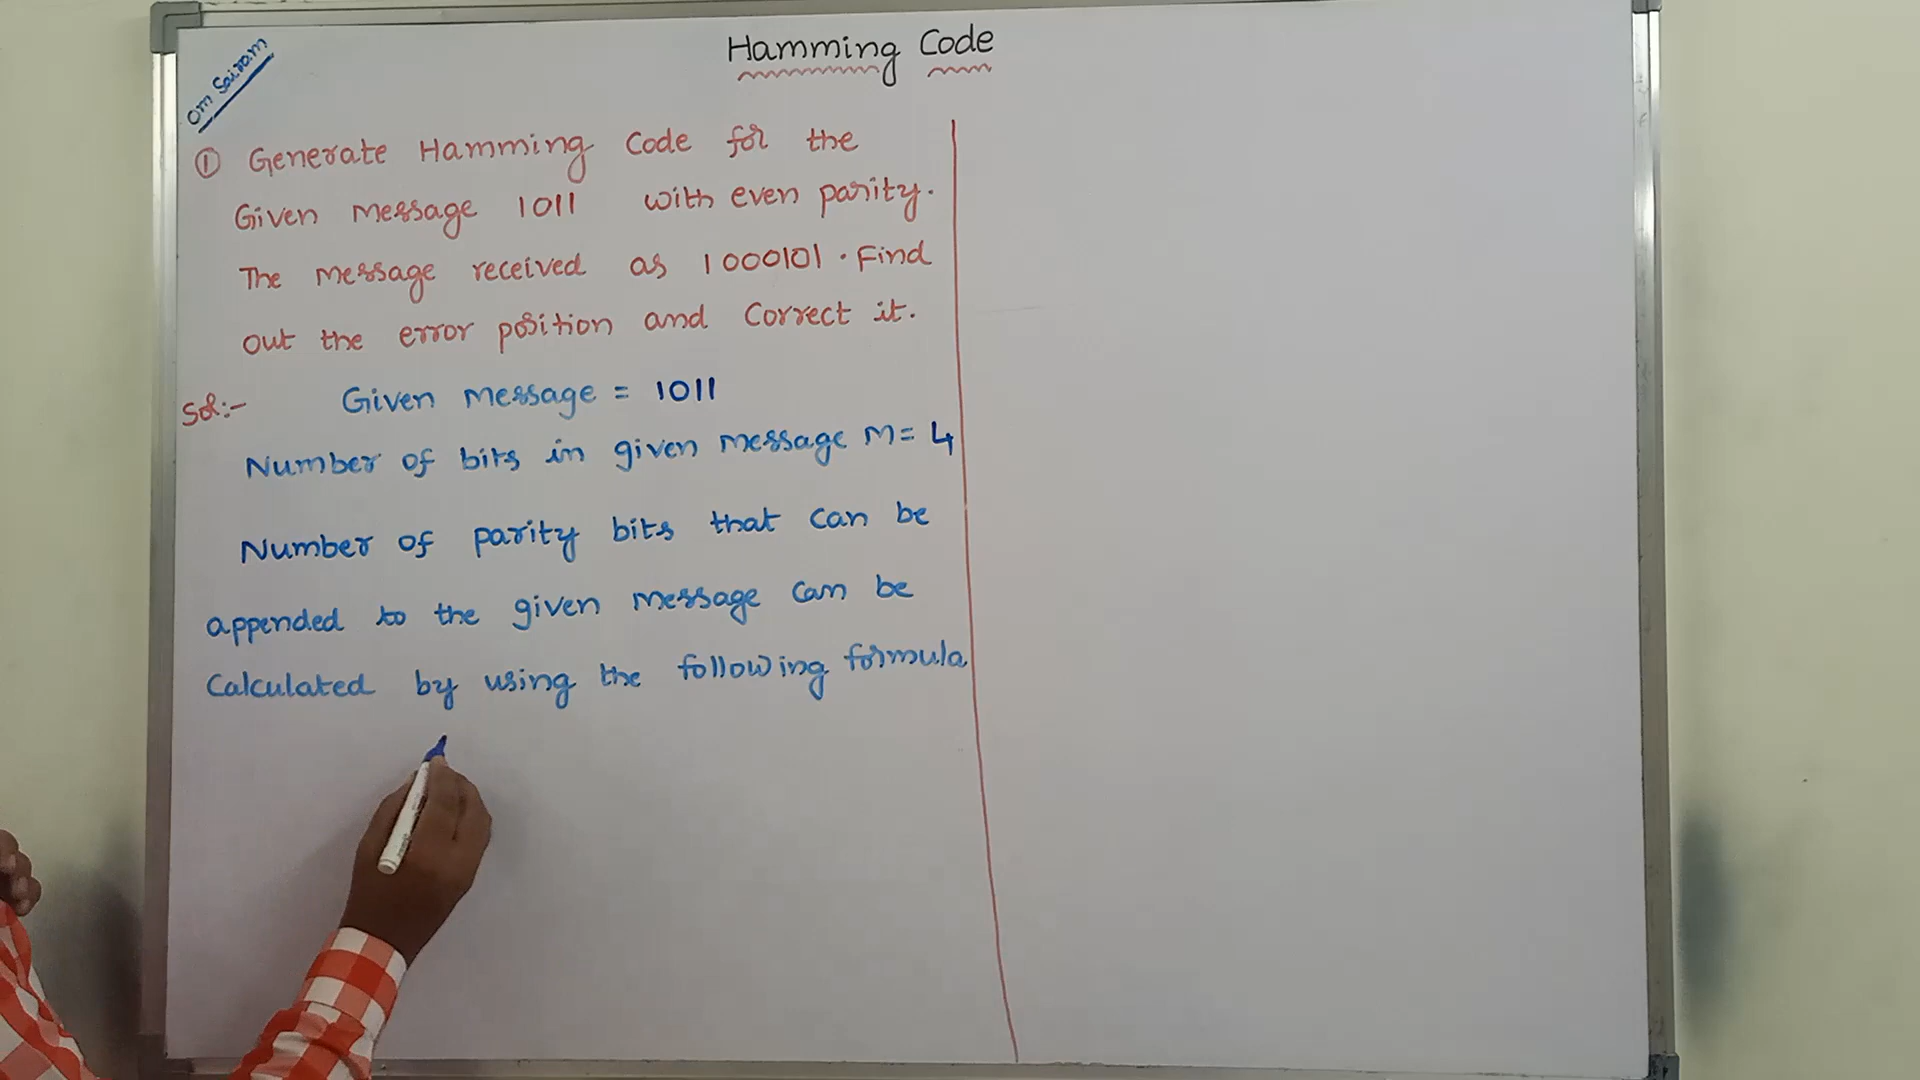 Hamming Code
Om Sairam
① Generate Hamming Code for the
Given message 1011 with even parity.
The message received as 1000101. Find
out the error position and Correct it.
Sol:- Given message = 1011
Number of bits in given message m = 4
Number of parity bits that can be
appended to the given message can be
Calculated by using the following formula